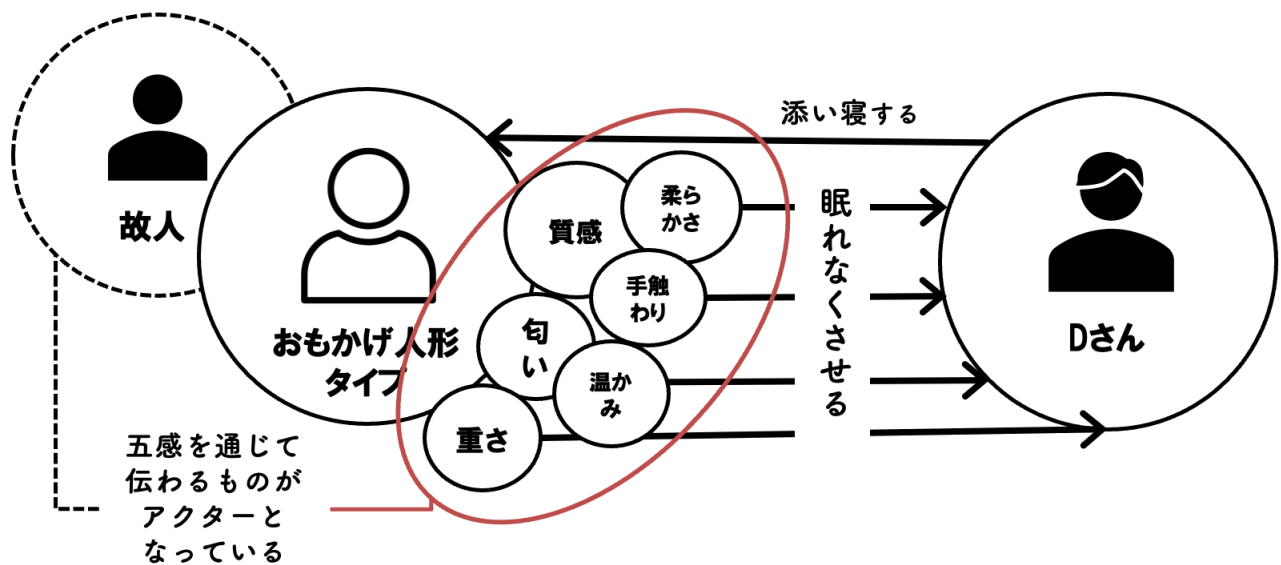 故人
おもかげ人形
タイプ
質感
柔ら
かさ
手触
わり
匂
い
温か
み
重さ
添い寝する
眠れなくさせる
Dさん
五感を通じて
伝わるものが
アクターと
なっている